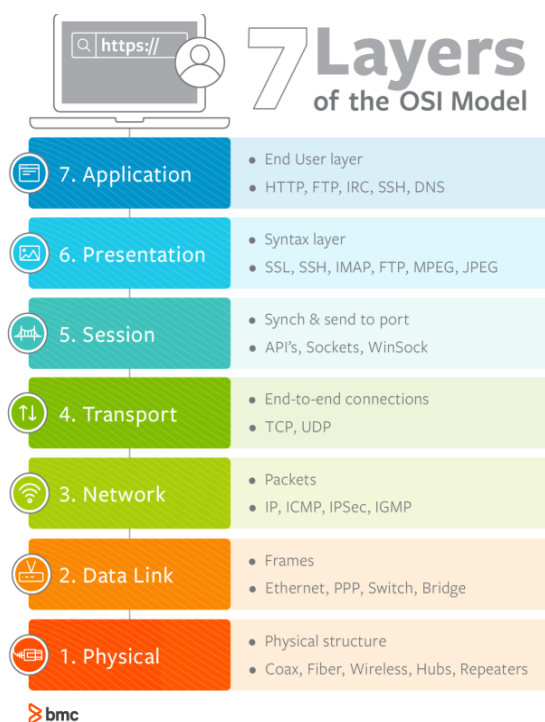 https://
7 Layers
of the OSI Model
7. Application
• End User layer
• HTTP, FTP, IRC, SSH, DNS
6. Presentation
• Syntax layer
• SSL, SSH, IMAP, FTP, MPEG, JPEG
5. Session
• Synch & send to port
• API's, Sockets, WinSock
4. Transport
• End-to-end connections
• TCP, UDP
3. Network
• Packets
• IP, ICMP, IPSec, IGMP
2. Data Link
• Frames
• Ethernet, PPP, Switch, Bridge
1. Physical
• Physical structure
• Coax, Fiber, Wireless, Hubs, Repeaters
bmc